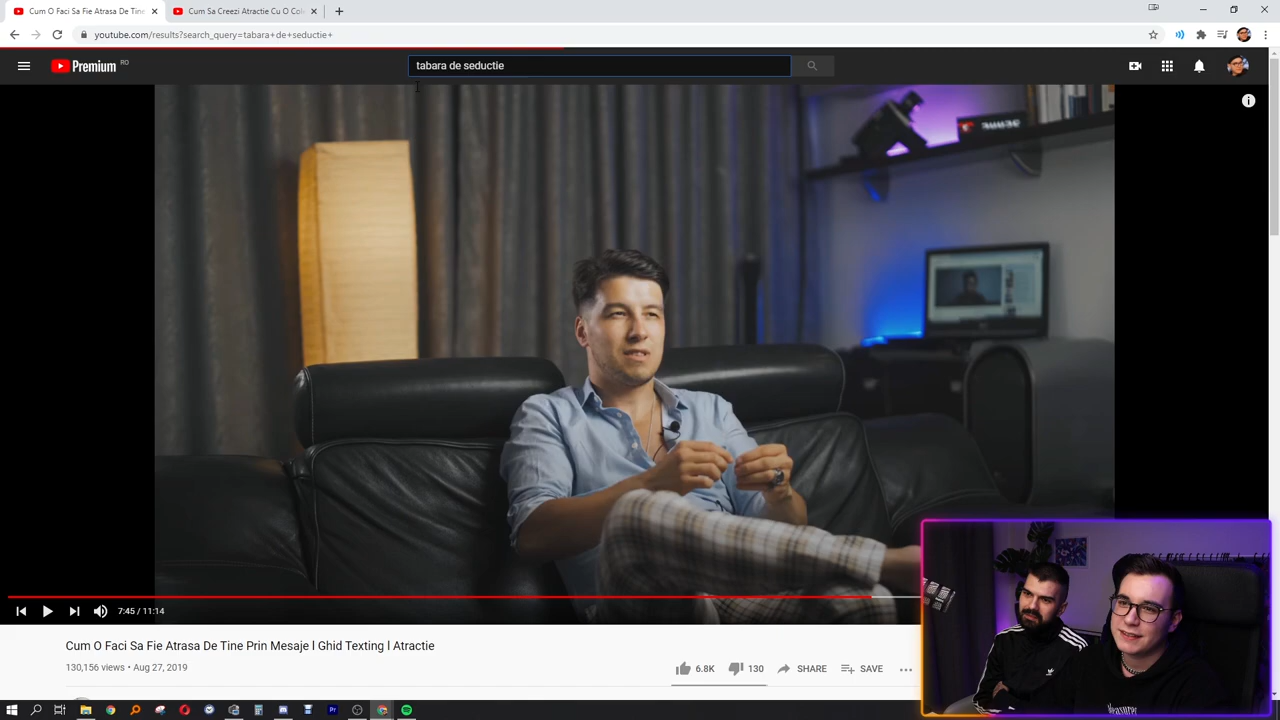 Cum O Faci Sa Fie Atrasa De Tine
Cum Sa Creezi Atractie Cu O Col
youtube.com/results?search_query=tabara+de+seductie+
Premium RO
tabara de seductie
7:45 / 11:14
Cum O Faci Sa Fie Atrasa De Tine Prin Mesaje l Ghid Texting | Atractie
130,156 views • Aug 27, 2019
6.8K
130
SHARE
SAVE